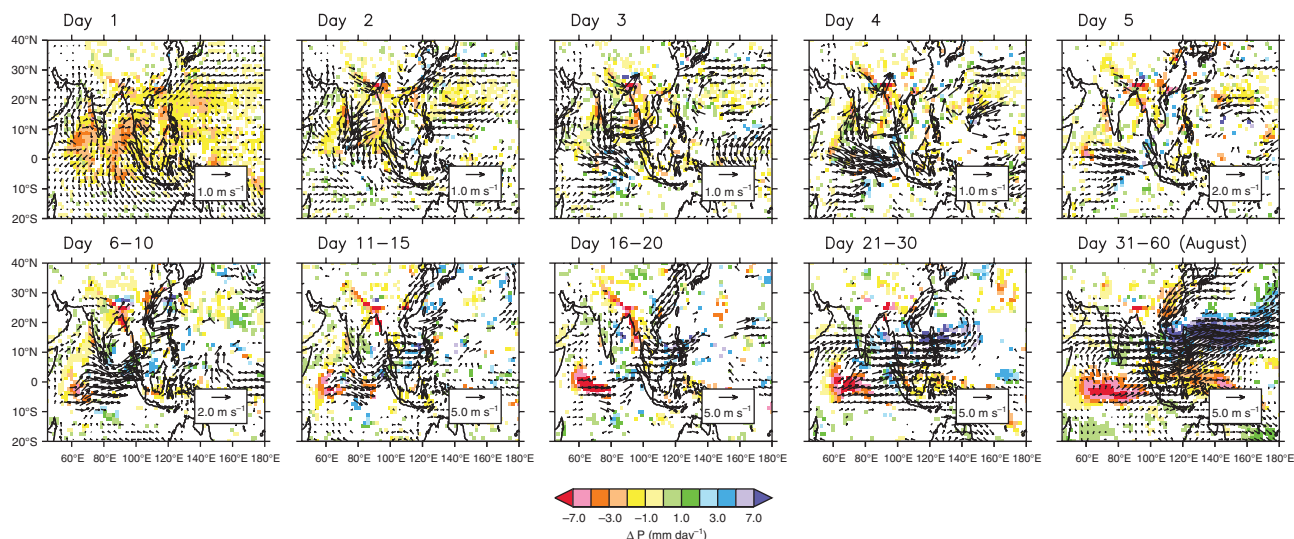 Day 1
2
3
4
5
40°N
30°N
20°N
10°N
0
10°S
20°S
1.0 m s⁻¹
1.0 m s⁻¹
1.0 m s⁻¹
1.0 m s⁻¹
2.0 m s⁻¹
Day 6–10
Day 11–15
Day 16–20
Day 21–30
Day 31–60 (August)
40°N
30°N
20°N
10°N
0
10°S
20°S
2.0 m s⁻¹
5.0 m s⁻¹
5.0 m s⁻¹
5.0 m s⁻¹
5.0 m s⁻¹
60°E 80°E 100°E 120°E 140°E 160°E 180°E
60°E 80°E 100°E 120°E 140°E 160°E 180°E
60°E 80°E 100°E 120°E 140°E 160°E 180°E
60°E 80°E 100°E 120°E 140°E 160°E 180°E
60°E 80°E 100°E 120°E 140°E 160°E 180°E
–7.0 –3.0 –1.0 1.0 3.0 7.0
Δ P (mm day⁻¹)